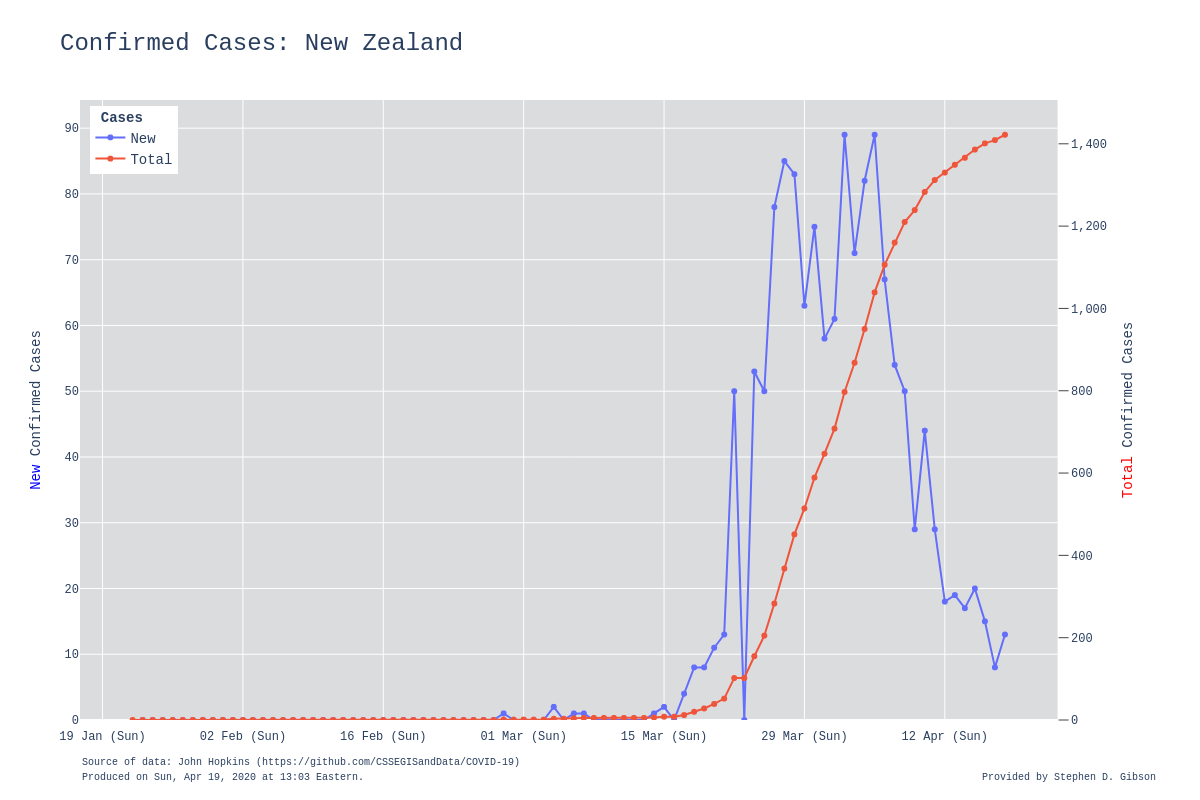 Confirmed Cases: New Zealand
Cases
New
Total
90
80
70
60
50
40
30
20
10
0
New Confirmed Cases
1,400
1,200
1,000
800
600
400
200
0
Total Confirmed Cases
19 Jan (Sun)
02 Feb (Sun)
16 Feb (Sun)
01 Mar (Sun)
15 Mar (Sun)
29 Mar (Sun)
12 Apr (Sun)
Source of data: John Hopkins (https://github.com/CSSEGISandData/COVID-19)
Produced on Sun, Apr 19, 2020 at 13:03 Eastern.
Provided by Stephen D. Gibson